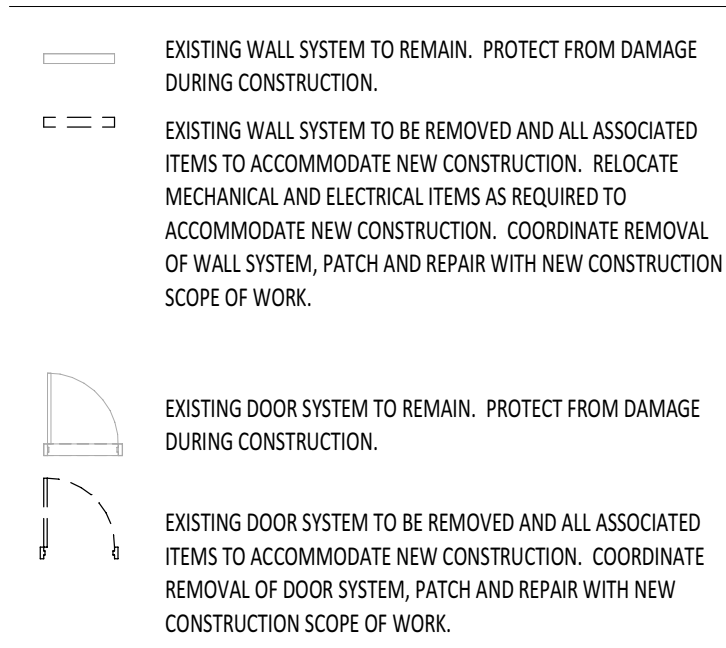 EXISTING WALL SYSTEM TO REMAIN. PROTECT FROM DAMAGE
DURING CONSTRUCTION.
EXISTING WALL SYSTEM TO BE REMOVED AND ALL ASSOCIATED
ITEMS TO ACCOMMODATE NEW CONSTRUCTION. RELOCATE
MECHANICAL AND ELECTRICAL ITEMS AS REQUIRED TO
ACCOMMODATE NEW CONSTRUCTION. COORDINATE REMOVAL
OF WALL SYSTEM, PATCH AND REPAIR WITH NEW CONSTRUCTION
SCOPE OF WORK.
EXISTING DOOR SYSTEM TO REMAIN. PROTECT FROM DAMAGE
DURING CONSTRUCTION.
EXISTING DOOR SYSTEM TO BE REMOVED AND ALL ASSOCIATED
ITEMS TO ACCOMMODATE NEW CONSTRUCTION. COORDINATE
REMOVAL OF DOOR SYSTEM, PATCH AND REPAIR WITH NEW
CONSTRUCTION SCOPE OF WORK.